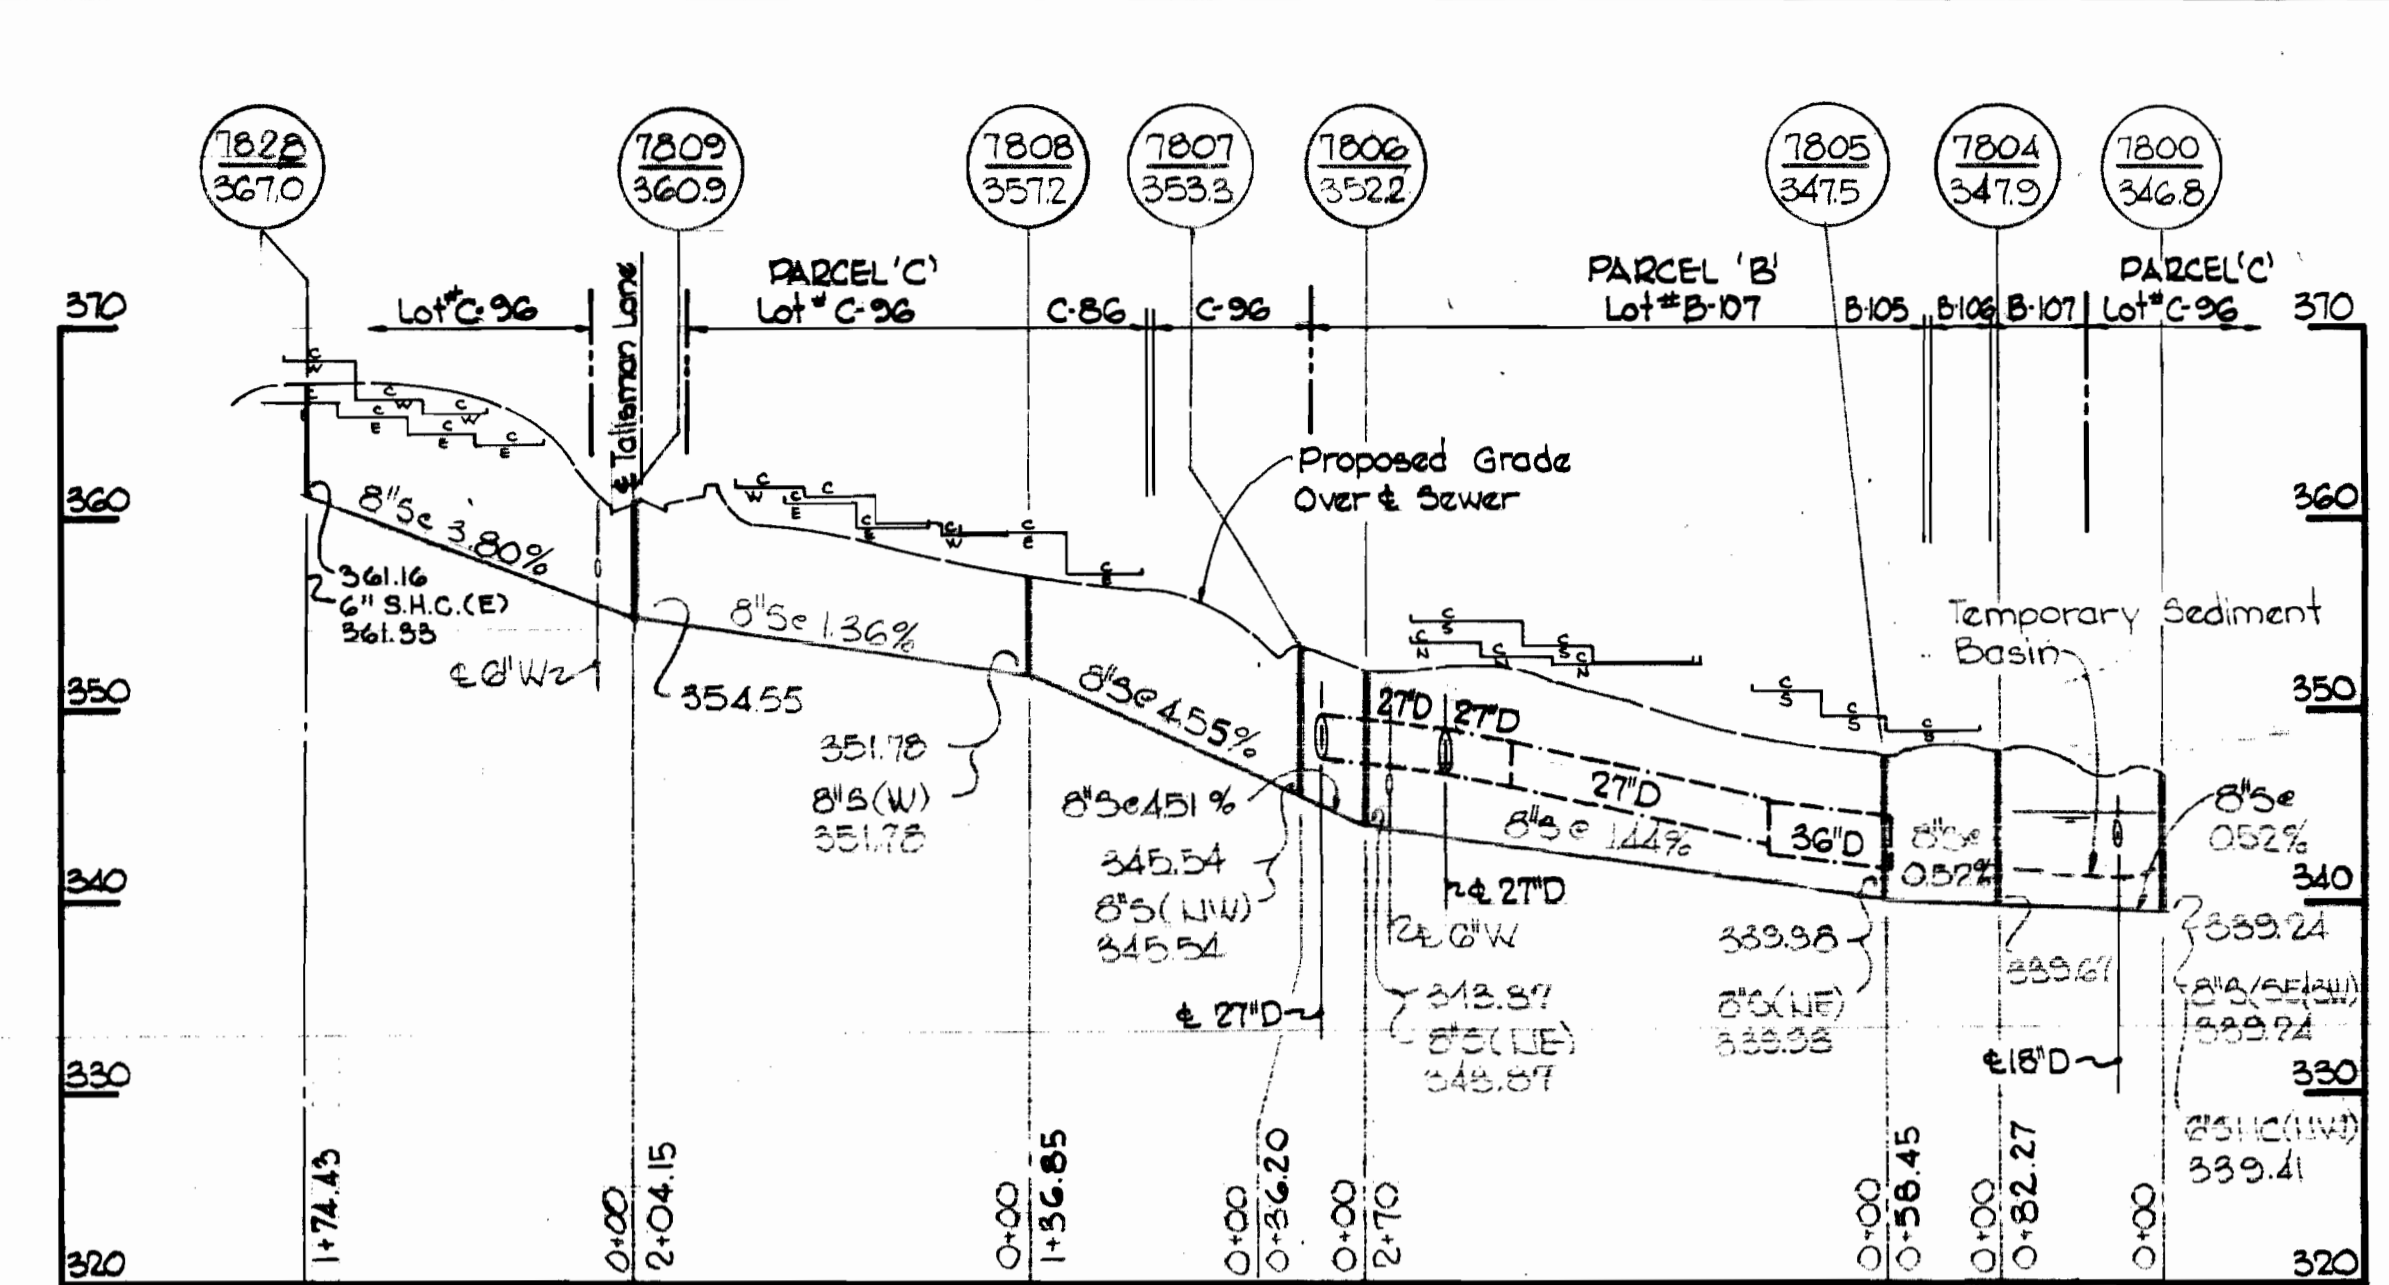 7828
367.0
7809
360.9
7808
357.2
7807
353.3
7806
352.2
7805
347.5
7804
347.9
7800
346.8
PARCEL 'C'
PARCEL 'B'
PARCEL 'C'
Lot# C-96
℄ Talisman Lane
Lot# C-96
C-86
C-96
Lot# B-107
B-105
B-106
B-107
Lot# C-96
370
370
360
360
350
350
340
340
330
330
320
320
Proposed Grade
Over ℄ Sewer
Temporary Sediment
Basin
8"S@ 3.80%
361.16
6" S.H.C.(E)
361.33
℄ 6"W
8"S@ 1.36%
354.55
351.78
8"S(W)
351.78
8"S@ 4.55%
8"S@ 4.51%
345.54
8"S(NW)
345.54
℄ 27"D
27"D
27"D
27"D
36"D
8"S@ 1.44%
℄ 27"D
℄ 6"W
343.87
8"S(NE)
343.87
339.98
8"S(NE)
339.98
8"S@
0.52%
339.67
8"S@
0.52%
339.24
8"S(SE)(SW)
339.24
℄ 18"D
6"SHC(NW)
339.41
1+74.43
0+00
2+04.15
0+00
1+36.85
0+00
0+36.20
0+00
2+70
0+00
0+58.45
0+00
0+82.27
0+00